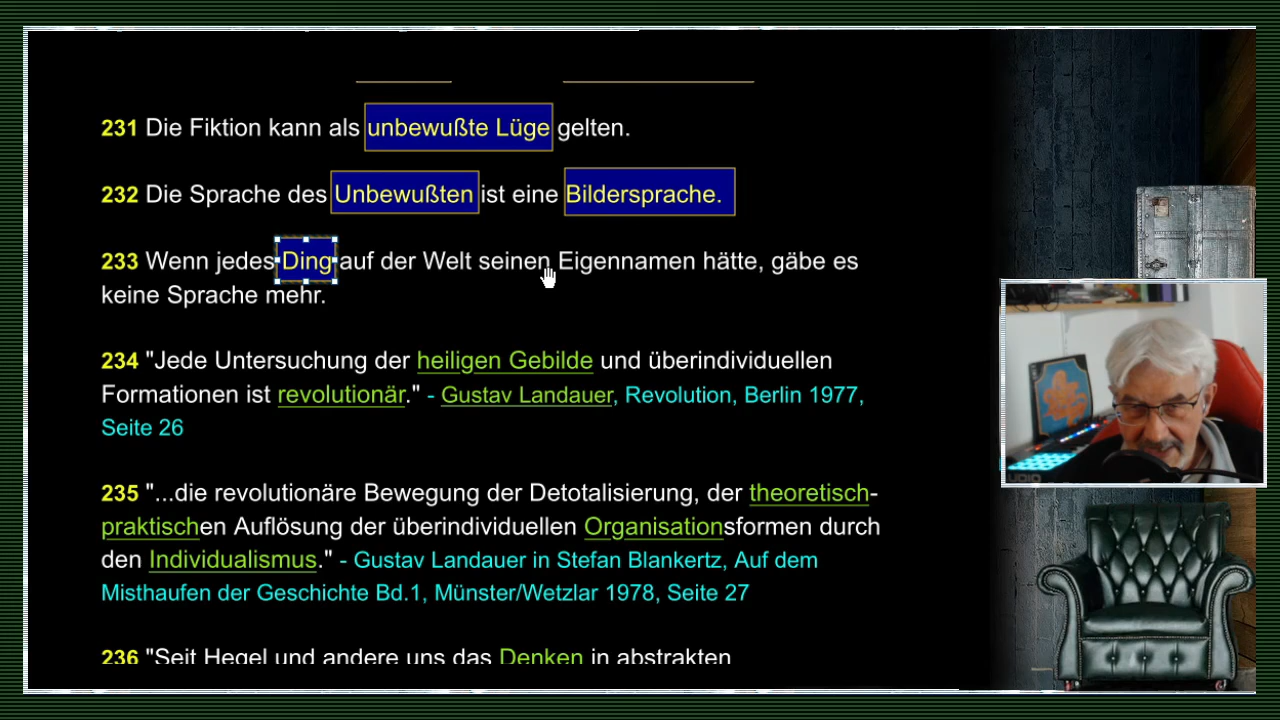 231 Die Fiktion kann als unbewußte Lüge gelten.
232 Die Sprache des Unbewußten ist eine Bildersprache.
233 Wenn jedes Ding auf der Welt seinen Eigennamen hätte, gäbe es
keine Sprache mehr.
234 "Jede Untersuchung der heiligen Gebilde und überindividuellen
Formationen ist revolutionär." - Gustav Landauer, Revolution, Berlin 1977,
Seite 26
235 "...die revolutionäre Bewegung der Detotalisierung, der theoretisch-
praktischen Auflösung der überindividuellen Organisationsformen durch
den Individualismus." - Gustav Landauer in Stefan Blankertz, Auf dem
Misthaufen der Geschichte Bd.1, Münster/Wetzlar 1978, Seite 27
236 "Seit Hegel und andere uns das Denken in abstrakten